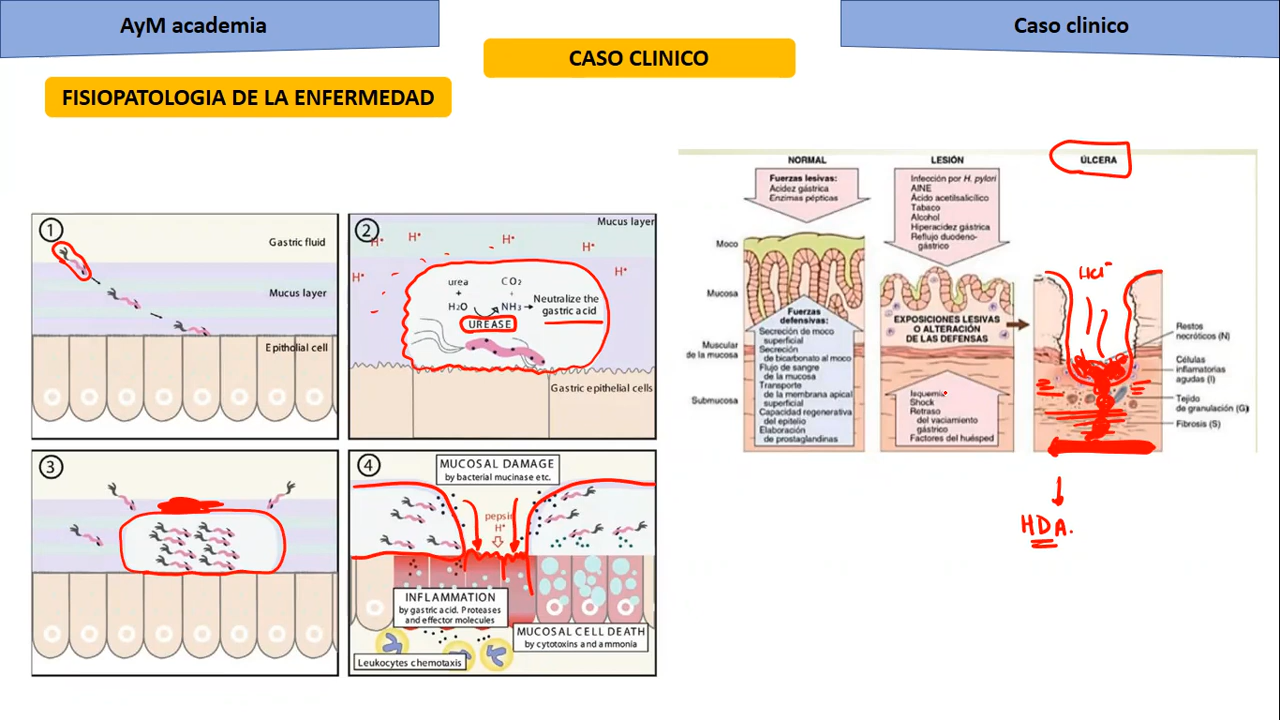 AyM academia
Caso clinico
CASO CLINICO
FISIOPATOLOGIA DE LA ENFERMEDAD
1
Gastric fluid
Mucus layer
Epithelial cell
2
Mucus layer
H⁺ H⁺ H⁺ H⁺
H⁺ H⁺
urea CO₂
+ +
H₂O NH₃
UREASE
Neutralize the
gastric acid
Gastric epithelial cells
3
4
MUCOSAL DAMAGE
by bacterial mucinase etc.
H⁺
INFLAMMATION
by gastric acid. Proteases
and effector molecules
MUCOSAL CELL DEATH
by cytotoxins and ammonia
Leukocytes chemotaxis
NORMAL
Fuerzas lesivas:
Acidez gástrica
Enzimas pépticas
Moco
Mucosa
Muscular
de la mucosa
Submucosa
Fuerzas
defensivas:
Secreción de moco
superficial
Secreción
de bicarbonato al moco
Flujo de sangre
de la mucosa
Transporte
de la membrana apical
superficial
Capacidad regenerativa
del epitelio
Elaboración
de prostaglandinas
LESIÓN
Infección por H. pylori
AINE
Ácido acetilsalicílico
Tabaco
Alcohol
Hiperacidez gástrica
Reflujo duodeno-
gástrico
EXPOSICIONES LESIVAS
O ALTERACIÓN
DE LAS DEFENSAS
Isquemia
Shock
Retraso
del vaciamiento
gástrico
Factores del huésped
ÚLCERA
Restos
necróticos (N)
Células
inflamatorias
agudas (I)
Tejido
de granulación (G)
Fibrosis (S)
HDA.